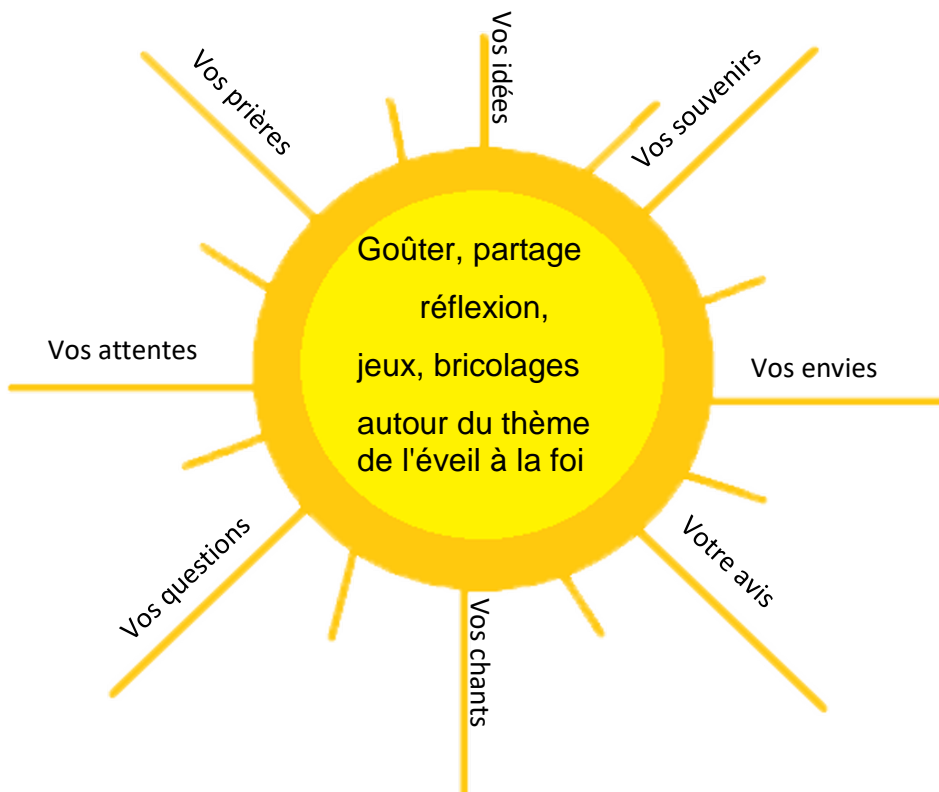 Vos idées
Vos souvenirs
Vos prières
Goûter, partage
réflexion,
jeux, bricolages
autour du thème
de l'éveil à la foi
Vos attentes
Vos envies
Vos questions
Votre avis
Vos chants